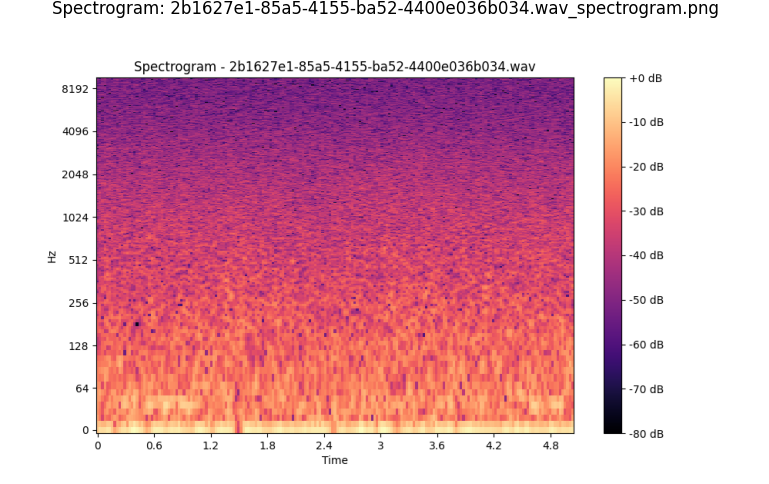 Spectrogram: 2b1627e1-85a5-4155-ba52-4400e036b034.wav_spectrogram.png
Spectrogram - 2b1627e1-85a5-4155-ba52-4400e036b034.wav
8192
4096
2048
1024
512
256
128
64
0
Hz
0
0.6
1.2
1.8
2.4
3
3.6
4.2
4.8
Time
+0 dB
-10 dB
-20 dB
-30 dB
-40 dB
-50 dB
-60 dB
-70 dB
-80 dB